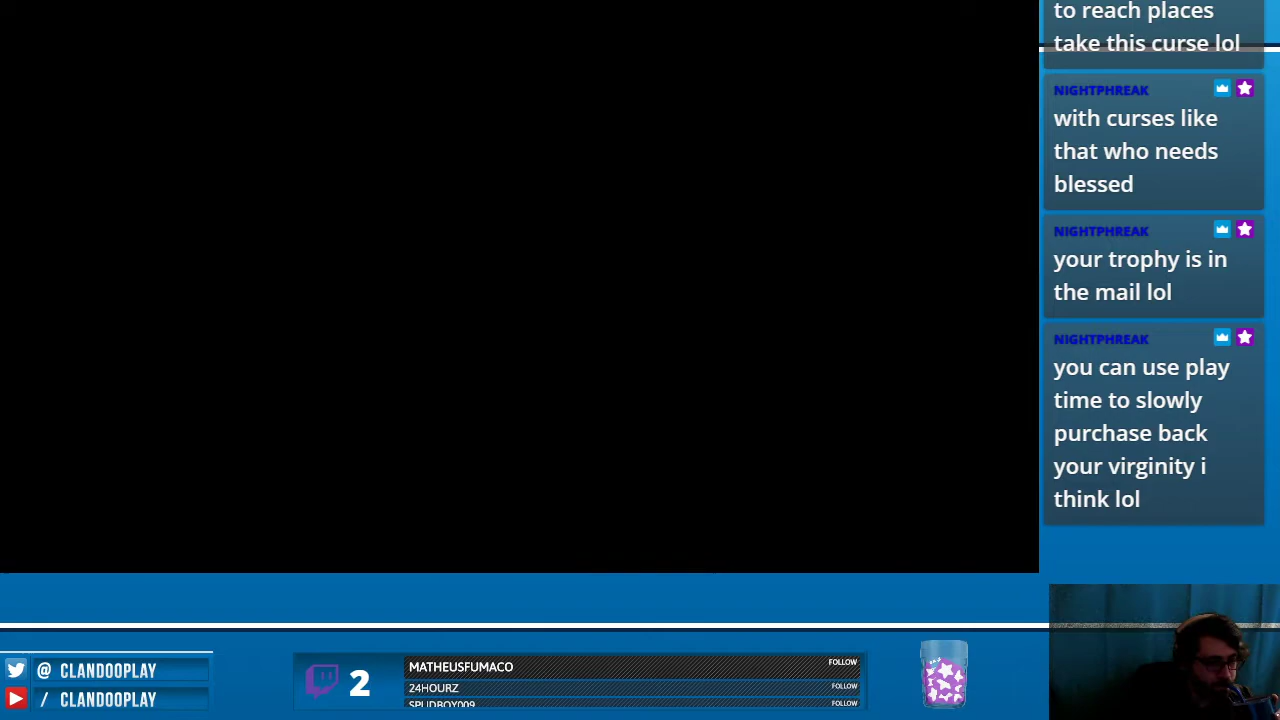 to reach places
take this curse lol
NIGHTPHREAK
with curses like
that who needs
blessed
NIGHTPHREAK
your trophy is in
the mail lol
NIGHTPHREAK
you can use play
time to slowly
purchase back
your virginity i
think lol
@ CLANDOOPLAY
/ CLANDOOPLAY
2
MATHEUSFUMACO FOLLOW
24HOURZ FOLLOW
SPUDBOY009 FOLLOW